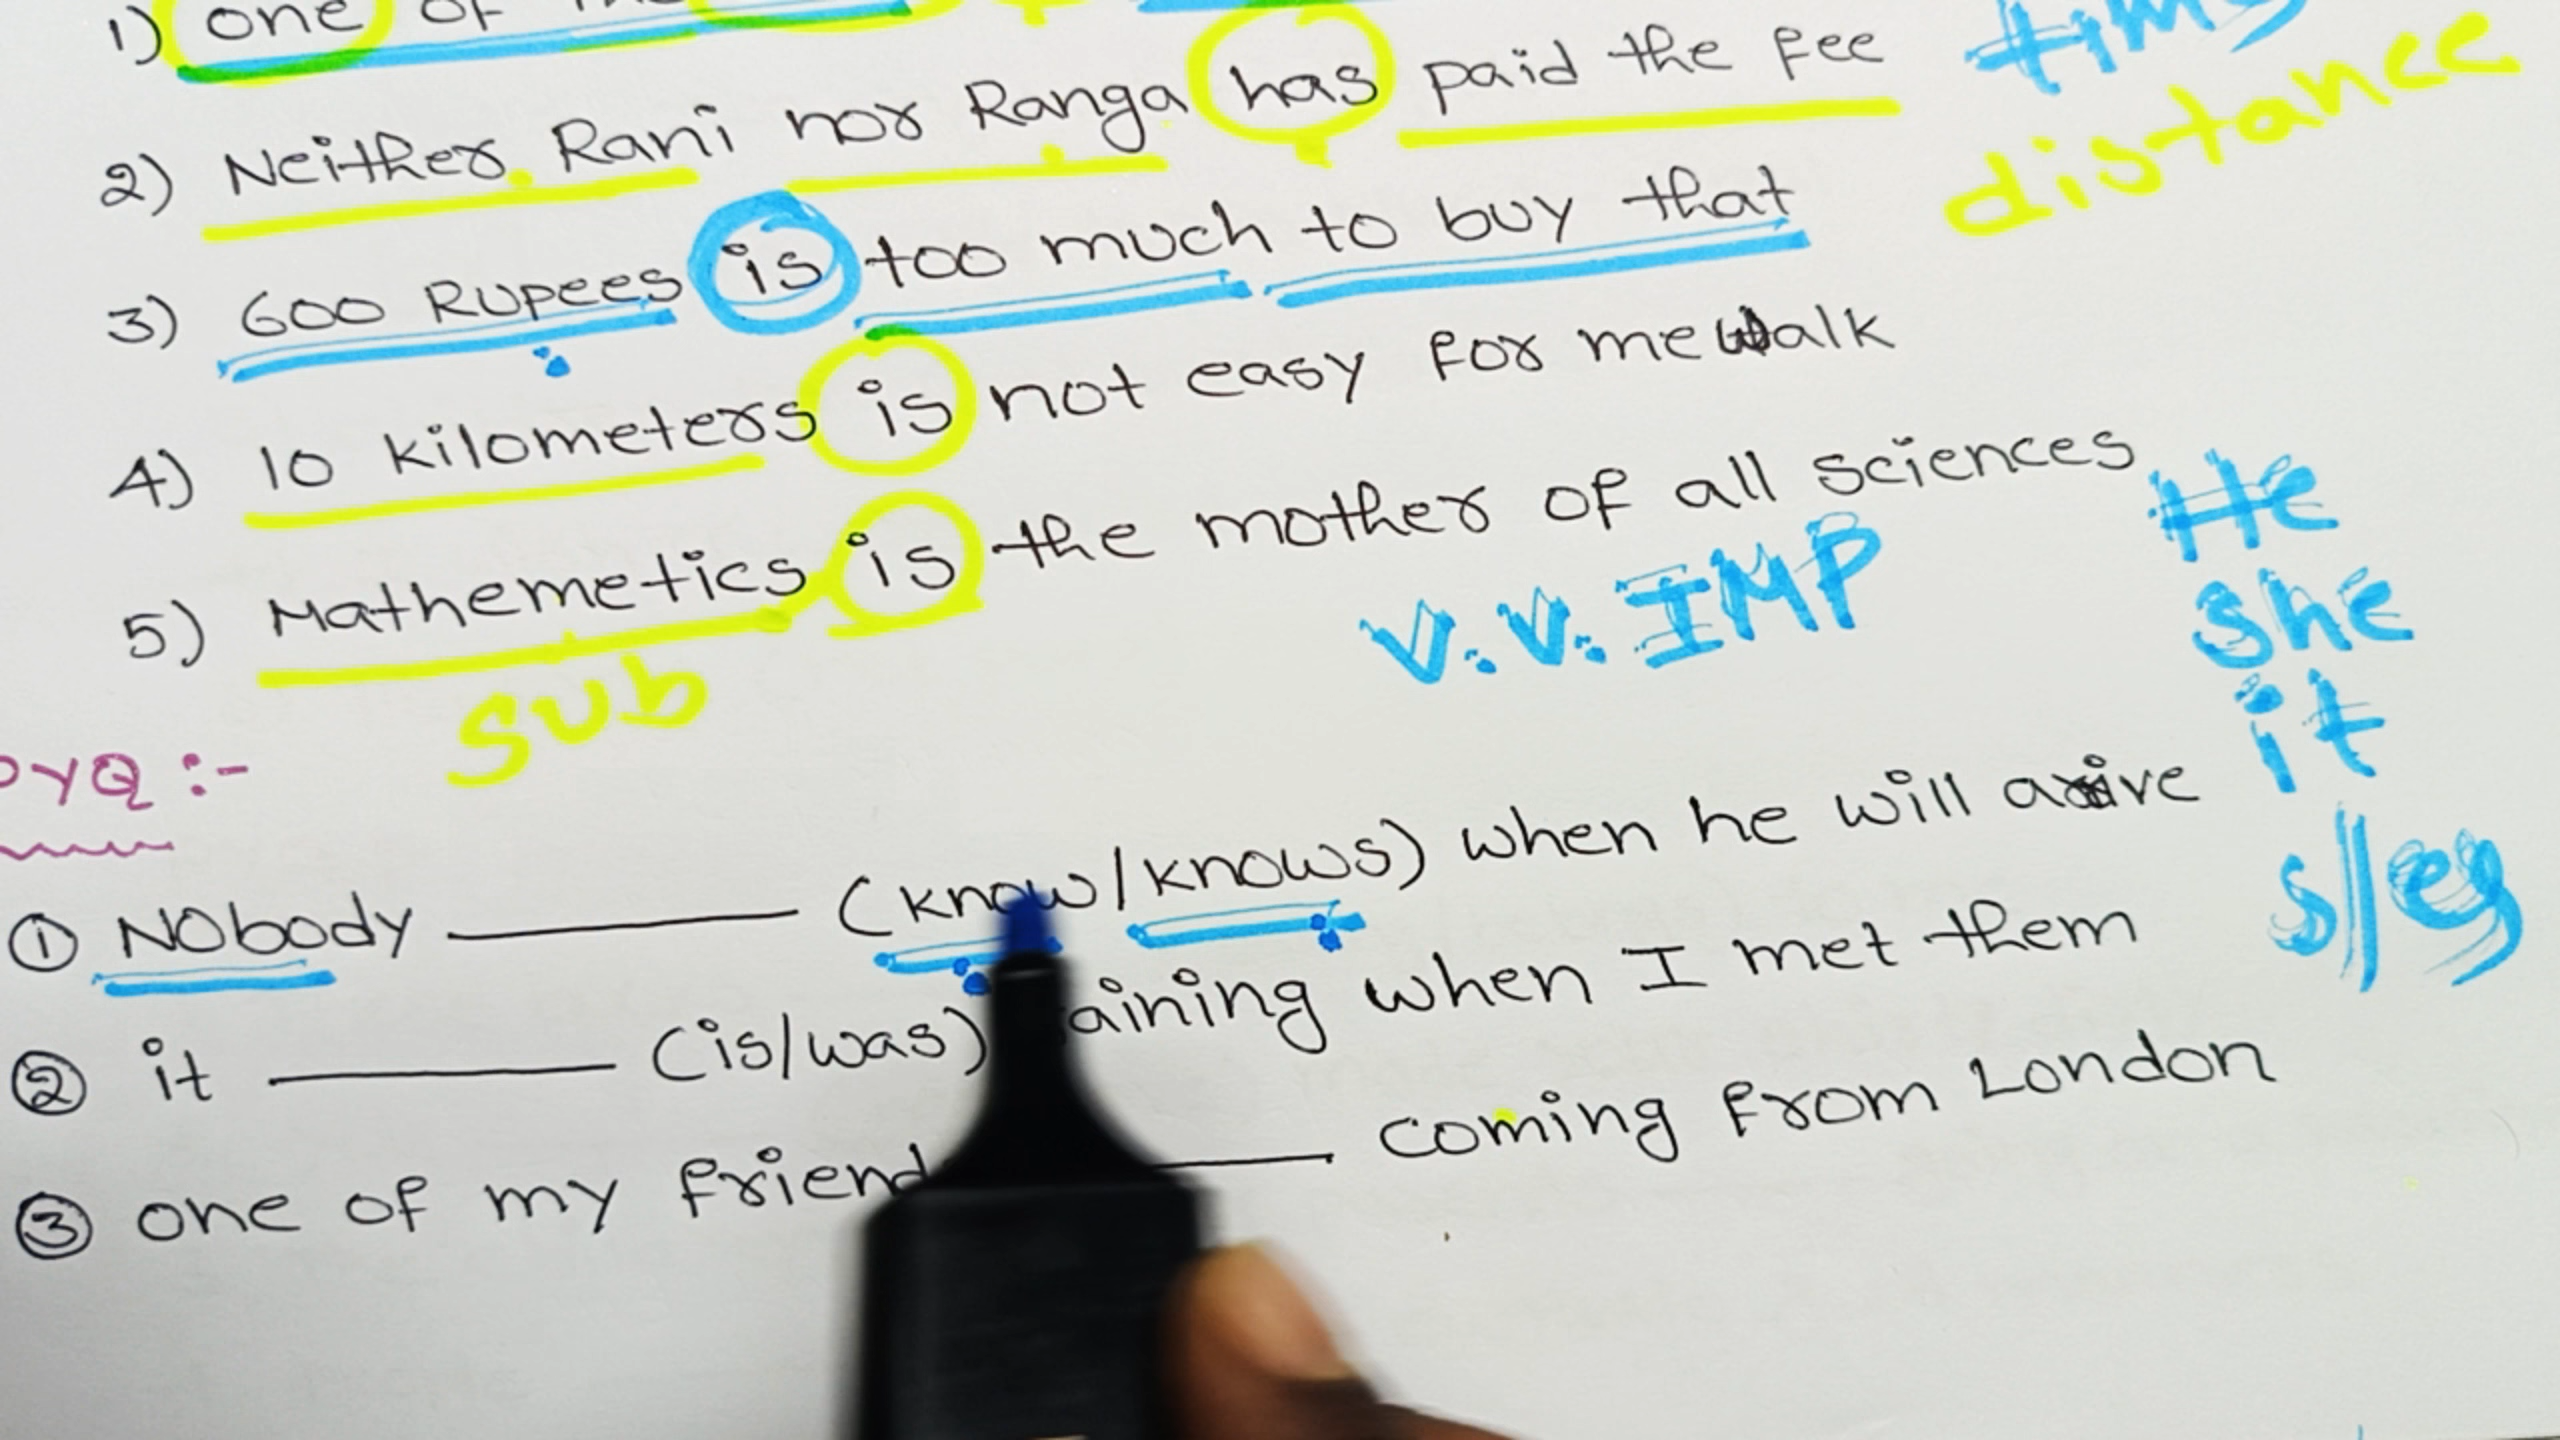 1) one of
time
distance
2) Neither Rani nor Ranga has paid the fee
3) 600 Rupees is too much to buy that
4) 10 kilometers is not easy for me walk
5) Mathemetics is the mother of all sciences
sub
V.V.IMP
He
she
it
s/es
PYQ :-
① NObody ______ (know/knows) when he will arive
② it ______ (is/was) raining when I met them
③ one of my friend ______ coming from London